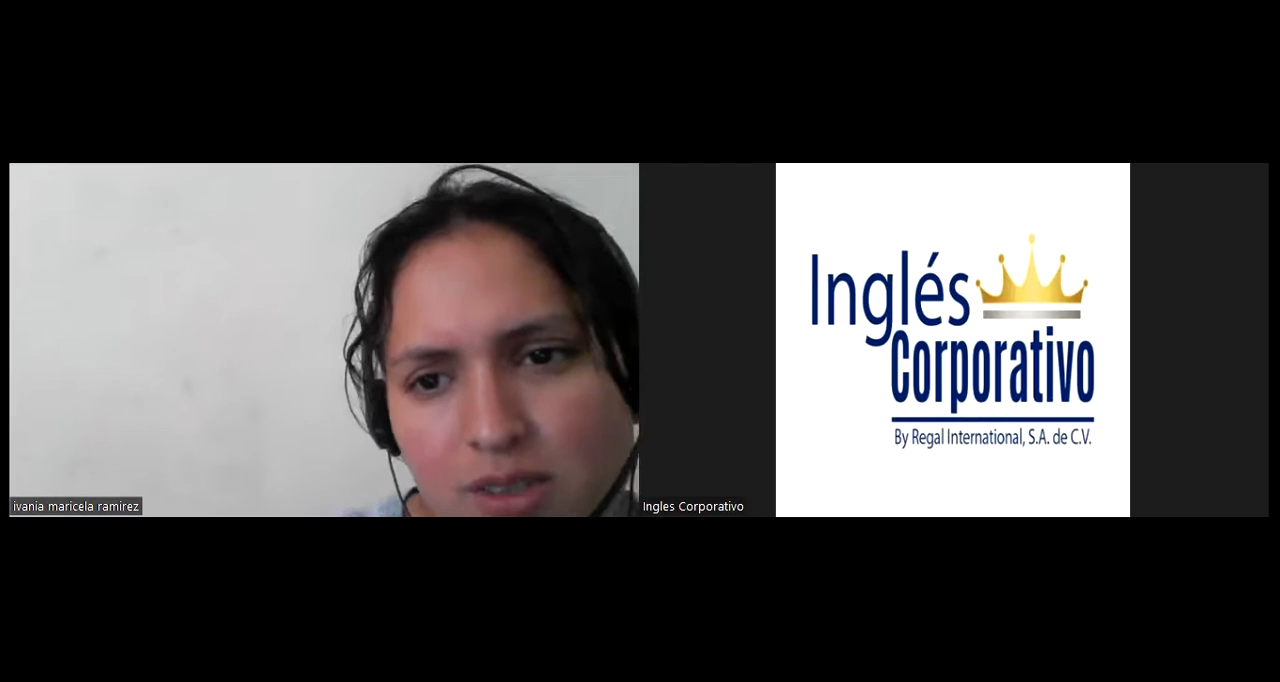 Inglés
Corporativo
By Regal International, S.A. de C.V.
ivania maricela ramirez
Ingles Corporativo